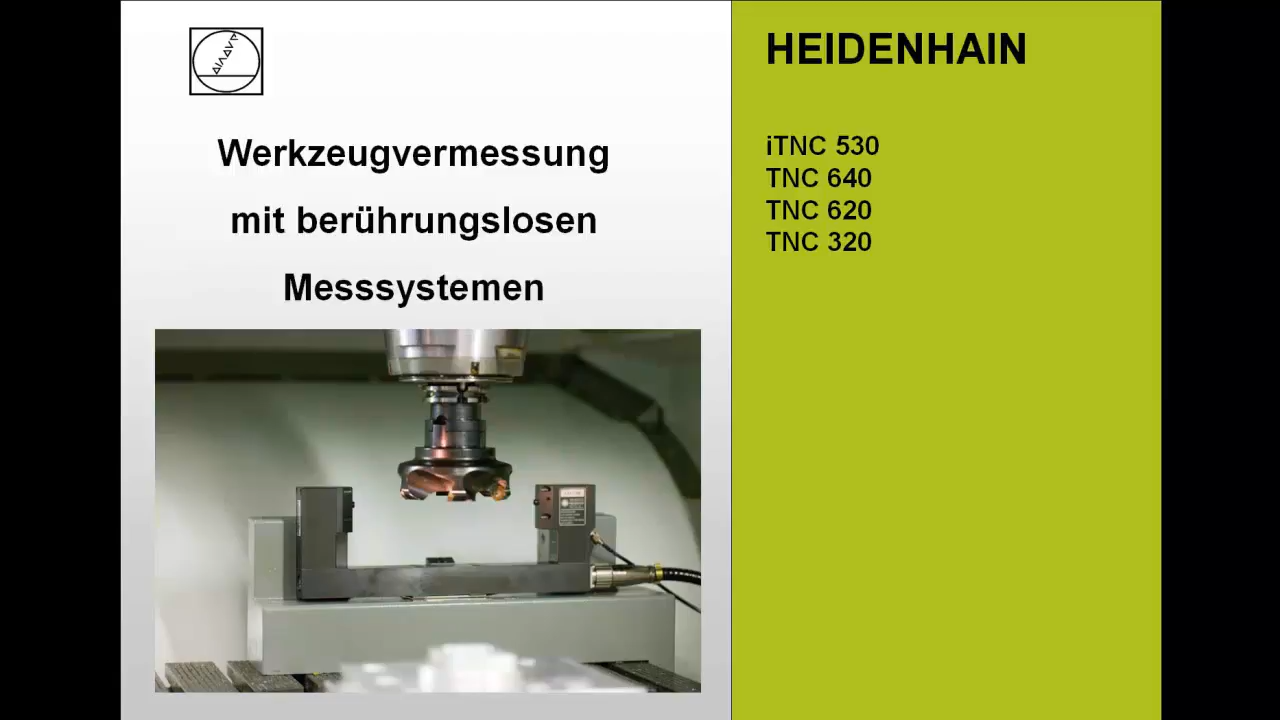 Werkzeugvermessung
mit berührungslosen
Messsystemen
HEIDENHAIN
iTNC 530
TNC 640
TNC 620
TNC 320